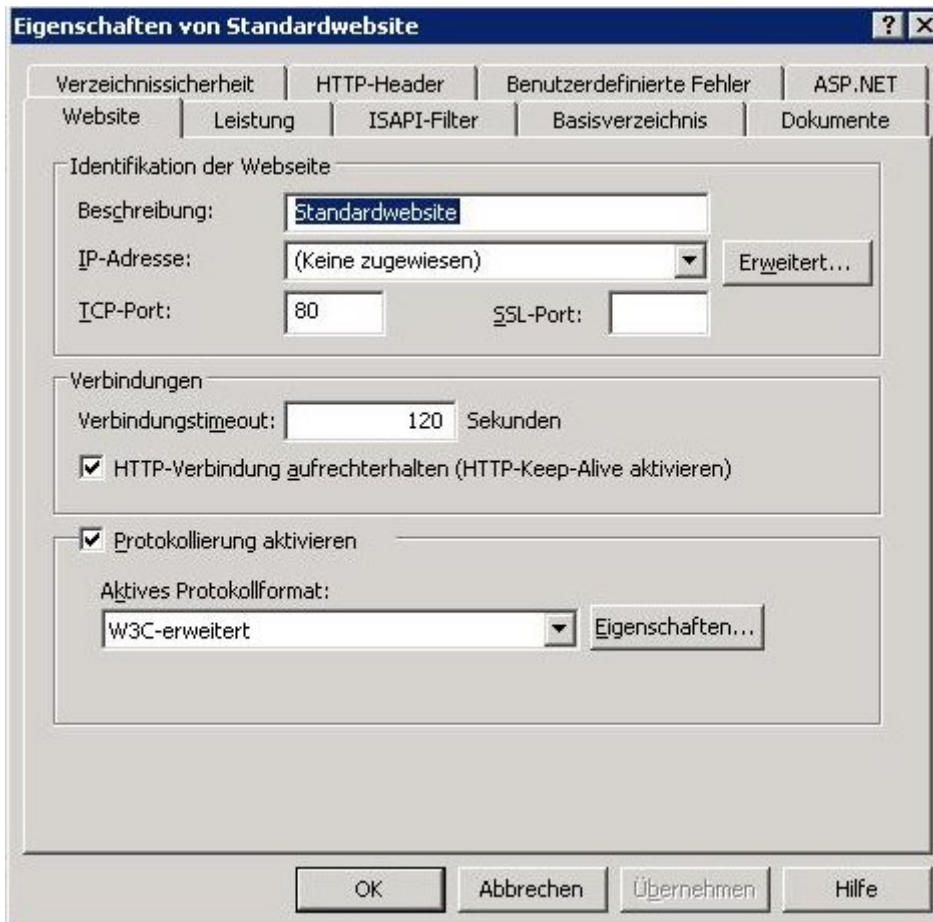 Eigenschaften von Standardwebsite
Verzeichnissicherheit HTTP-Header Benutzerdefinierte Fehler ASP.NET
Website Leistung ISAPI-Filter Basisverzeichnis Dokumente
Identifikation der Webseite
Beschreibung: Standardwebsite
IP-Adresse: (Keine zugewiesen) Erweitert...
TCP-Port: 80 SSL-Port:
Verbindungen
Verbindungstimeout: 120 Sekunden
HTTP-Verbindung aufrechterhalten (HTTP-Keep-Alive aktivieren)
Protokollierung aktivieren
Aktives Protokollformat:
W3C-erweitert Eigenschaften...
OK Abbrechen Übernehmen Hilfe